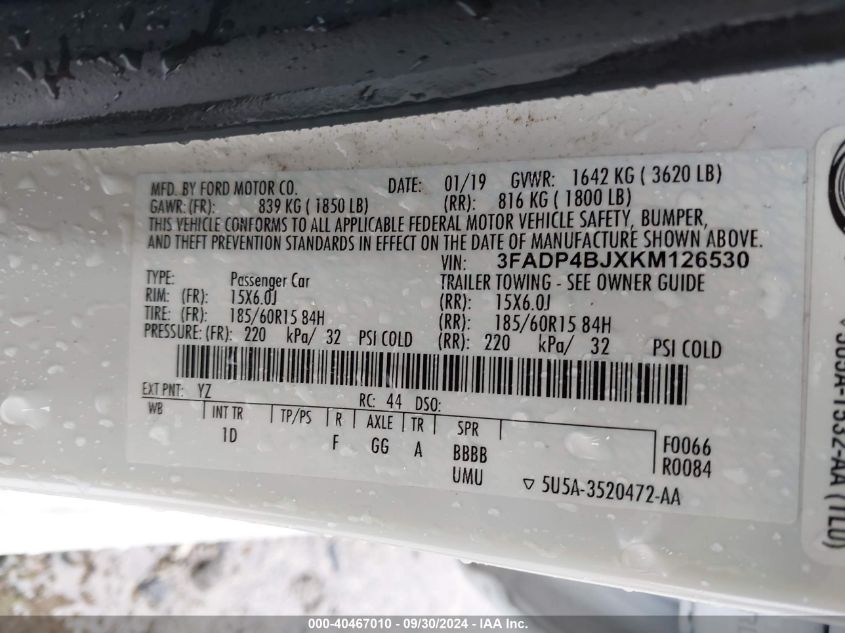 MFD. BY FORD MOTOR CO. DATE: 01/19 GVWR: 1642 KG ( 3620 LB)
GAWR: (FR): 839 KG ( 1850 LB) (RR): 816 KG ( 1800 LB)
THIS VEHICLE CONFORMS TO ALL APPLICABLE FEDERAL MOTOR VEHICLE SAFETY, BUMPER,
AND THEFT PREVENTION STANDARDS IN EFFECT ON THE DATE OF MANUFACTURE SHOWN ABOVE.
VIN: 3FADP4BJXKM126530
TYPE: Passenger Car TRAILER TOWING - SEE OWNER GUIDE
RIM: (FR): 15X6.0J (RR): 15X6.0J
TIRE: (FR): 185/60R15 84H (RR): 185/60R15 84H
PRESSURE: (FR): 220 kPa/ 32 PSI COLD (RR): 220 kPa/ 32 PSI COLD
EXT PNT: YZ RC: 44 DSO:
WB INT TR TP/PS R AXLE TR SPR
1D F GG A BBBB
UMU
F0066
R0084
▽ 5U5A-3520472-AA
000-40467010 - 09/30/2024 - IAA Inc.